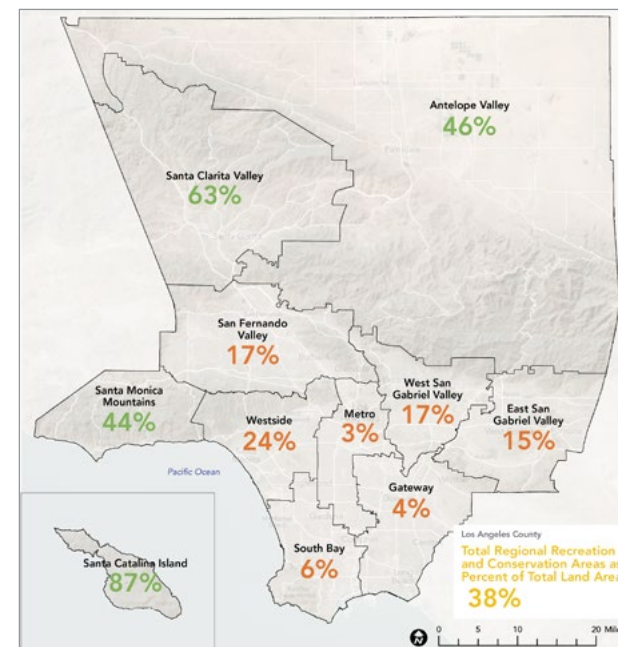 Antelope Valley
46%
Santa Clarita Valley
63%
San Fernando
Valley
17%
Santa Monica
Mountains
44%
Westside
24%
Metro
3%
West San
Gabriel Valley
17%
East San
Gabriel Valley
15%
Pacific Ocean
Gateway
4%
South Bay
6%
Santa Catalina Island
87%
Los Angeles County
Total Regional Recreation
and Conservation Areas as
Percent of Total Land Area
38%
N
0 5 10 20 Mile